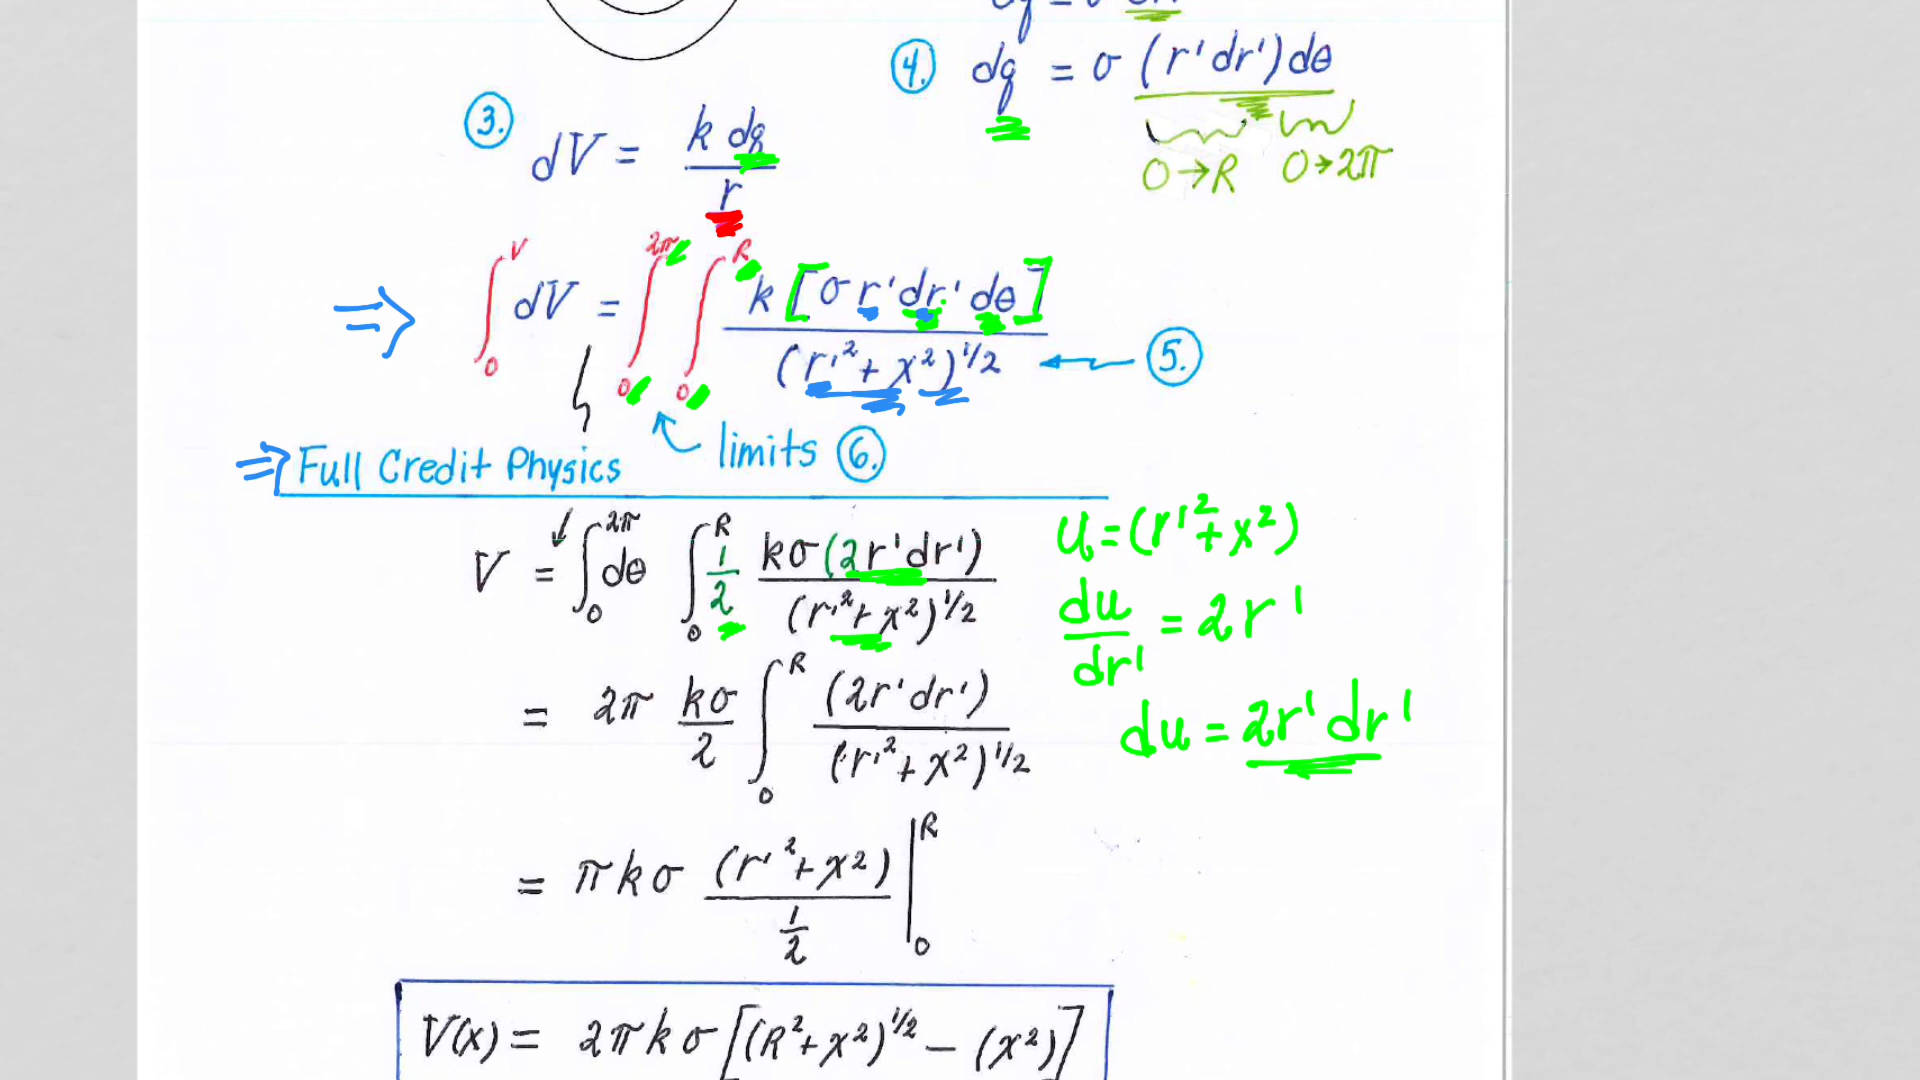 4. dq = σ (r' dr') dθ
0→R 0→2π
3. dV = k dq / r
⇒ ∫₀^V dV = ∫₀^2π ∫₀^R k [σ r' dr' dθ] / (r'² + x²)^1/2 ← 5.
limits 6.
⇒ Full Credit Physics
V = ∫₀^2π dθ ∫₀^R 1/2 kσ(2r'dr') / (r'² + x²)^1/2
u = (r'² + x²)
du/dr' = 2r'
= 2π kσ/2 ∫₀^R (2r'dr') / (r'² + x²)^1/2
du = 2r' dr'
= πkσ (r'² + x²) / (1/2) |₀^R
V(x) = 2πkσ [(R² + x²)^1/2 − (x²)]